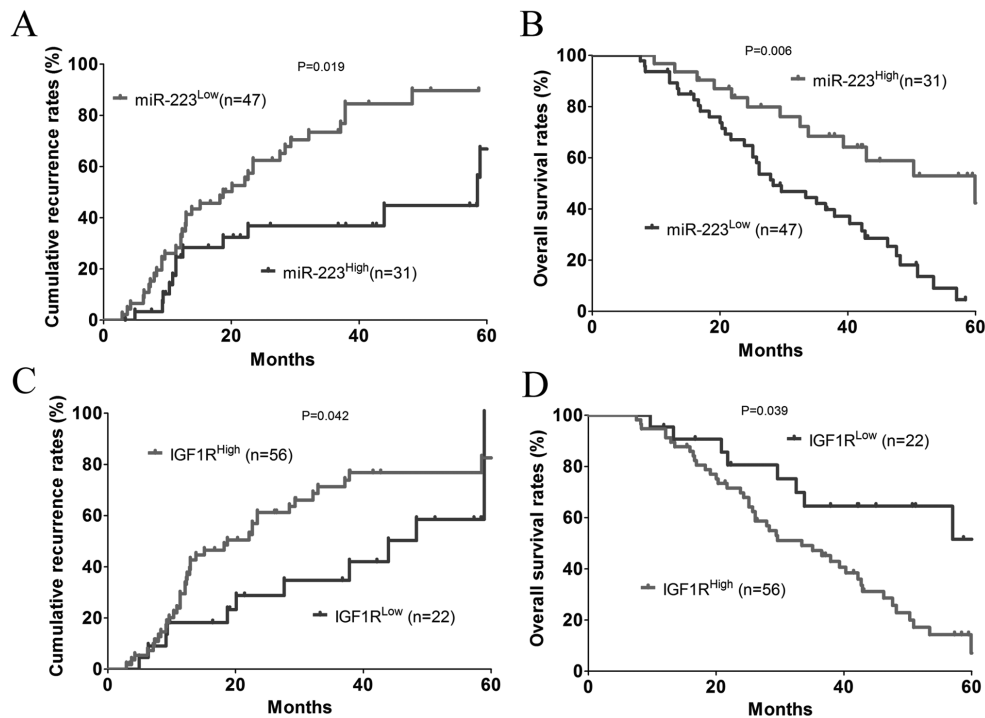 A
Cumulative recurrence rates (%)
100
80
60
40
20
0
P=0.019
miR-223Low(n=47)
miR-223High(n=31)
0 20 40 60
Months
B
Overall survival rates (%)
100
80
60
40
20
0
P=0.006
miR-223High(n=31)
miR-223Low (n=47)
0 20 40 60
Months
C
Cumulative recurrence rates (%)
100
80
60
40
20
0
P=0.042
IGF1RHigh (n=56)
IGF1RLow (n=22)
0 20 40 60
Months
D
Overall survival rates (%)
100
80
60
40
20
0
P=0.039
IGF1RLow (n=22)
IGF1RHigh (n=56)
0 20 40 60
Months